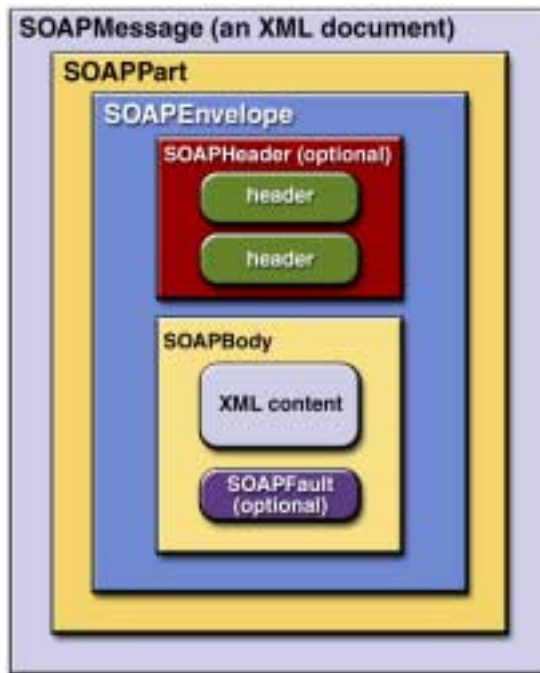 SOAPMessage (an XML document)
SOAPPart
SOAPEnvelope
SOAPHeader (optional)
header
header
SOAPBody
XML content
SOAPFault
(optional)